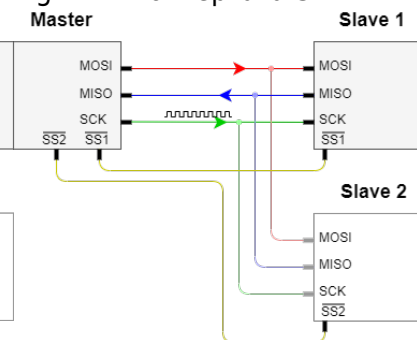 Master
MOSI
MISO
SCK
SS2 SS1
Slave 1
MOSI
MISO
SCK
SS1
Slave 2
MOSI
MISO
SCK
SS2